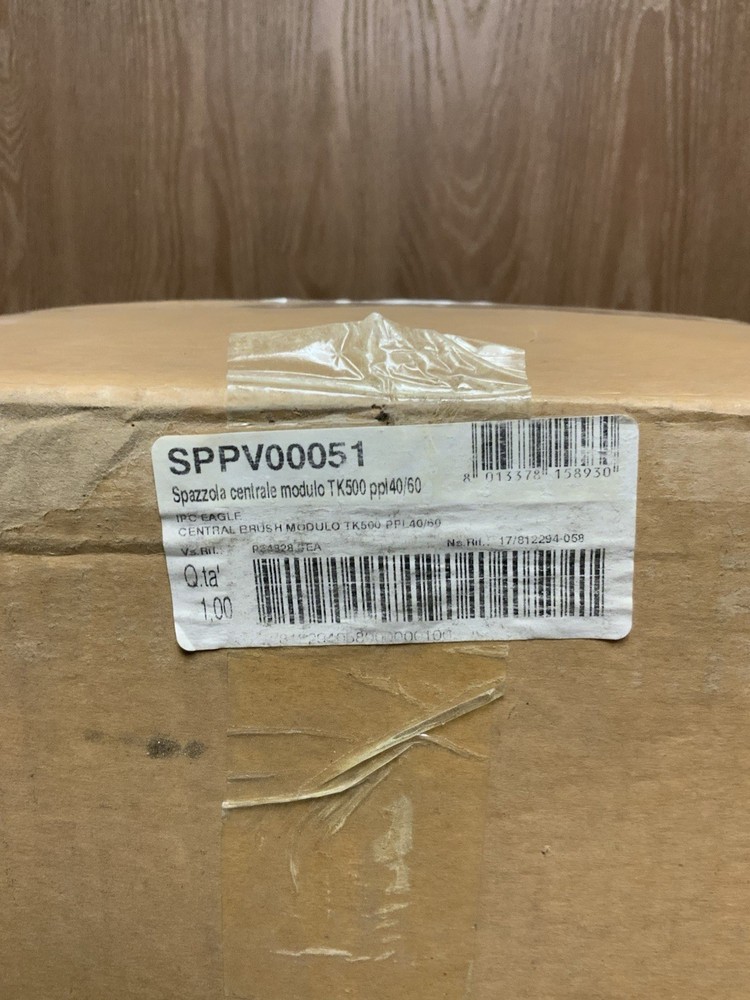 SPPV00051
8 013378 158930
Spazzola centrale modulo TK500 ppl40/60
IPC EAGLE
CENTRAL BRUSH MODULO TK500 PPL40/60
Vs.Rif.: Ns.Rif.: 17/812294-058
Q.ta'
1,00